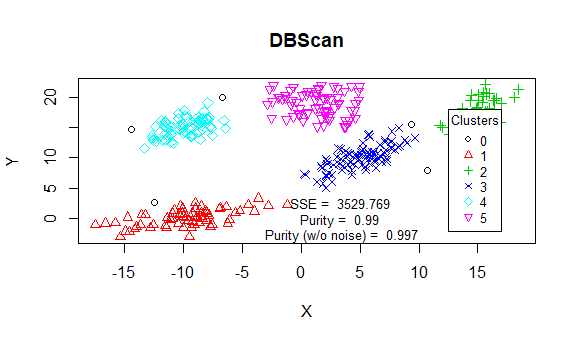 DBScan
Y
20
10
5
0
Clusters
0
1
2
3
4
5
SSE = 3529.769
Purity = 0.99
Purity (w/o noise) = 0.997
-15
-10
-5
0
5
10
15
X